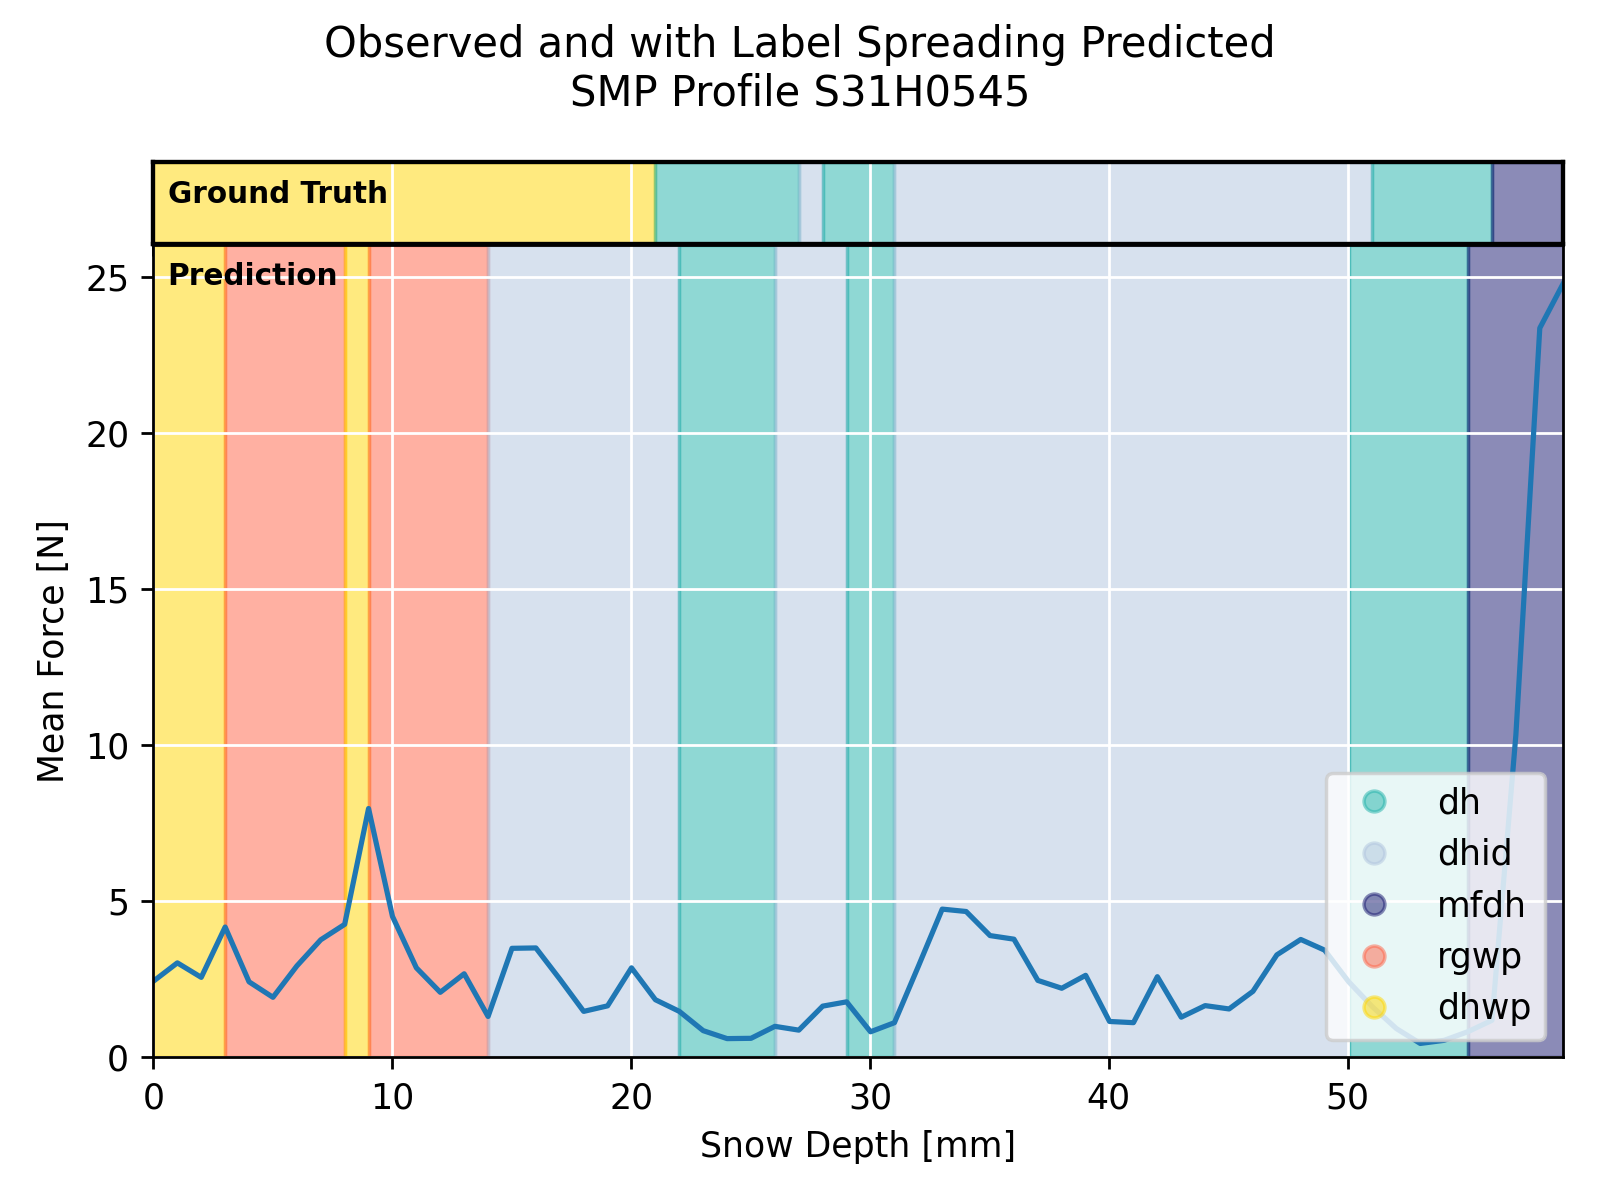 Observed and with Label Spreading Predicted
SMP Profile S31H0545
Ground Truth
Prediction
25
20
15
10
5
0
Mean Force [N]
dh
dhid
mfdh
rgwp
dhwp
0 10 20 30 40 50
Snow Depth [mm]